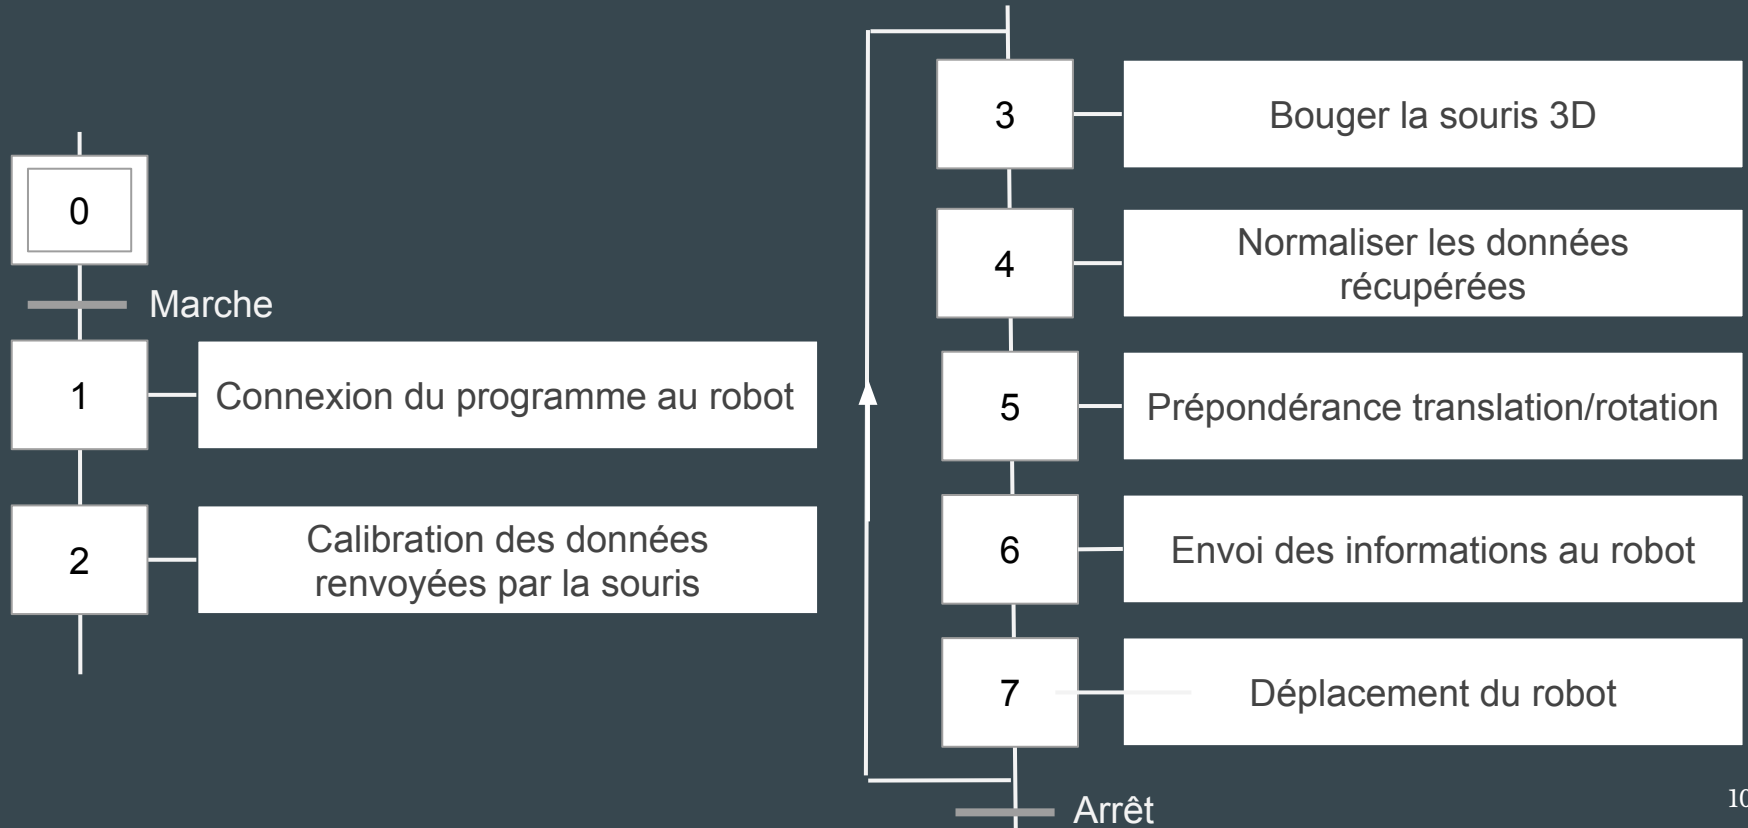 0
Marche
1
Connexion du programme au robot
2
Calibration des données
renvoyées par la souris
3
Bouger la souris 3D
4
Normaliser les données
récupérées
5
Prépondérance translation/rotation
6
Envoi des informations au robot
7
Déplacement du robot
Arrêt
10